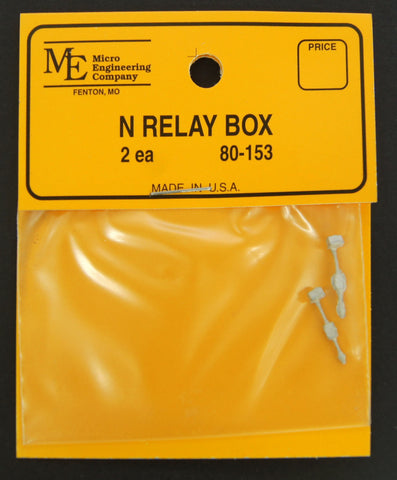 ME Micro
Engineering
Company
FENTON, MO
PRICE
N RELAY BOX
2 ea 80-153
MADE IN U.S.A.